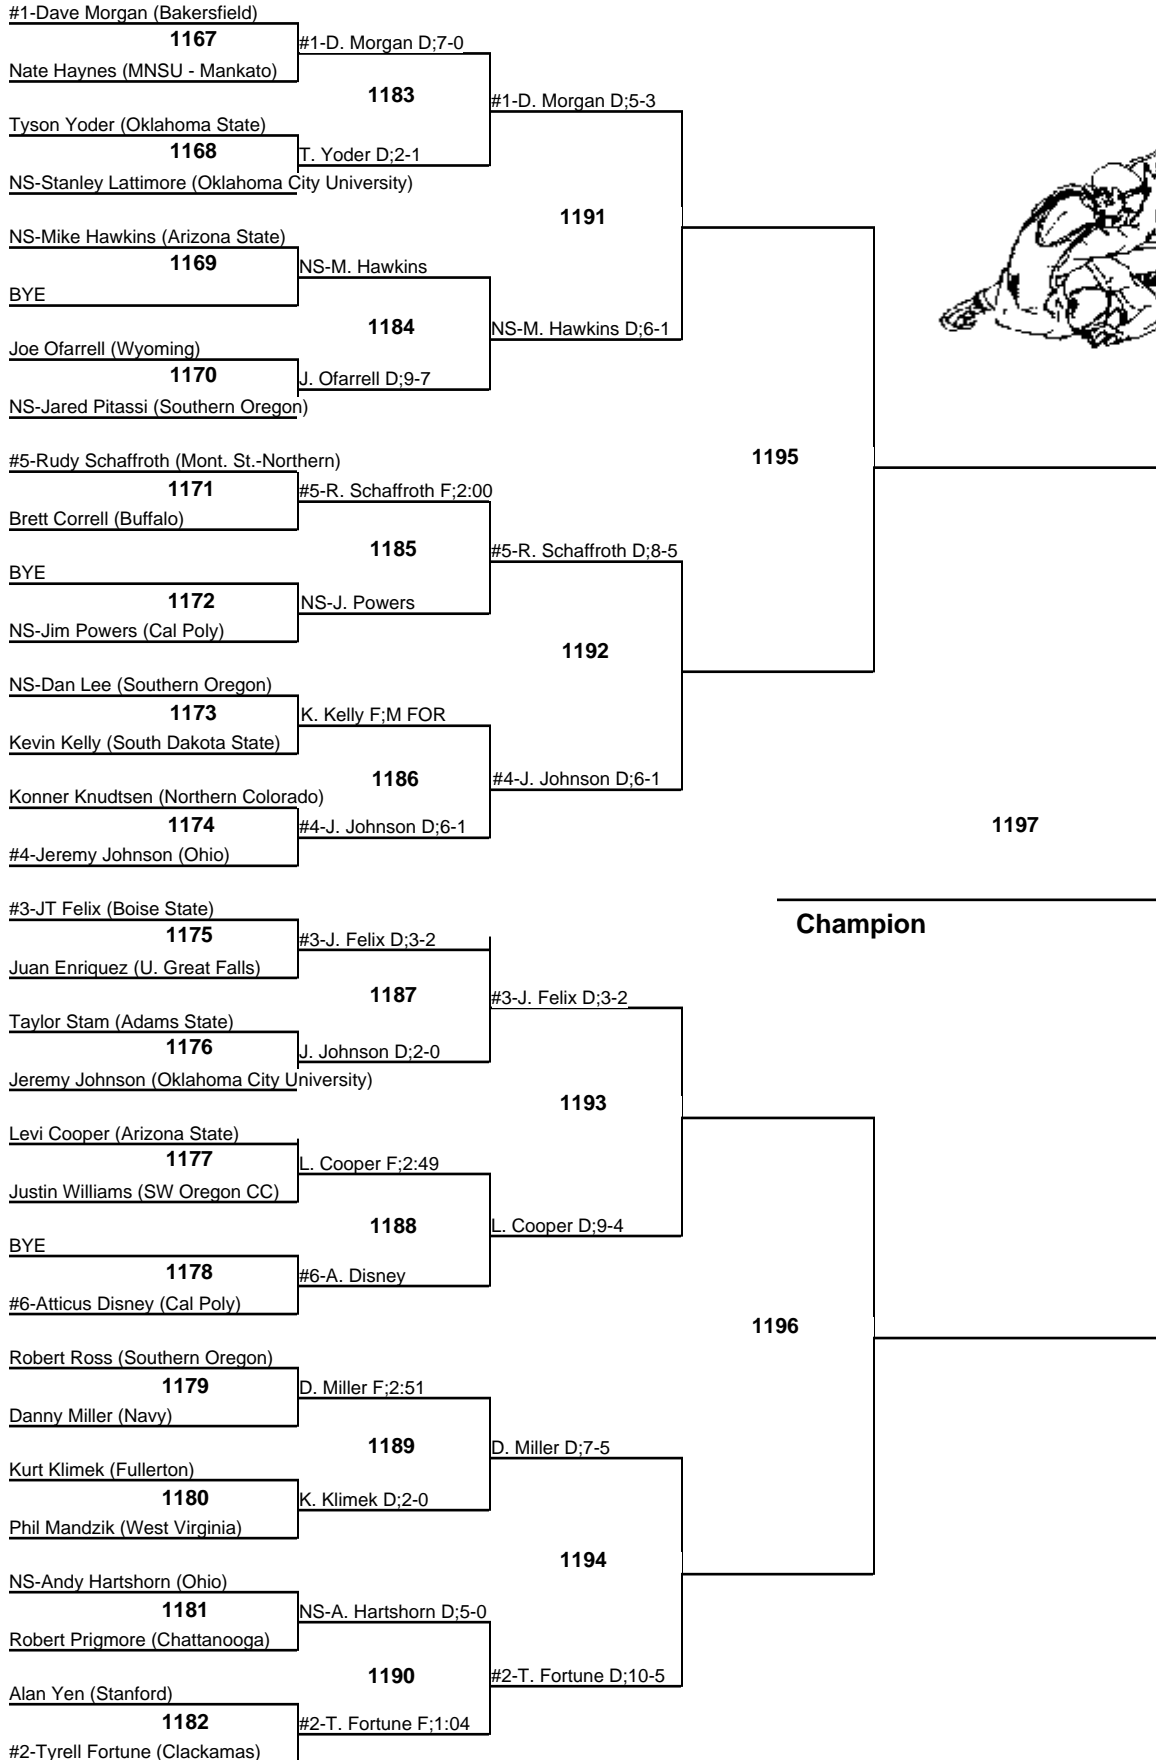 #1-Dave Morgan (Bakersfield)
1167
#1-D. Morgan D;7-0
Nate Haynes (MNSU - Mankato)
1183
#1-D. Morgan D;5-3
Tyson Yoder (Oklahoma State)
1168
T. Yoder D;2-1
NS-Stanley Lattimore (Oklahoma City University)
1191
NS-Mike Hawkins (Arizona State)
1169
NS-M. Hawkins
BYE
1184
NS-M. Hawkins D;6-1
Joe Ofarrell (Wyoming)
1170
J. Ofarrell D;9-7
NS-Jared Pitassi (Southern Oregon)
1195
#5-Rudy Schaffroth (Mont. St.-Northern)
1171
#5-R. Schaffroth F;2:00
Brett Correll (Buffalo)
1185
#5-R. Schaffroth D;8-5
BYE
1172
NS-J. Powers
NS-Jim Powers (Cal Poly)
1192
NS-Dan Lee (Southern Oregon)
1173
K. Kelly F;M FOR
Kevin Kelly (South Dakota State)
1186
#4-J. Johnson D;6-1
Konner Knudtsen (Northern Colorado)
1174
#4-J. Johnson D;6-1
#4-Jeremy Johnson (Ohio)
1197
Champion
#3-JT Felix (Boise State)
1175
#3-J. Felix D;3-2
Juan Enriquez (U. Great Falls)
1187
#3-J. Felix D;3-2
Taylor Stam (Adams State)
1176
J. Johnson D;2-0
Jeremy Johnson (Oklahoma City University)
1193
Levi Cooper (Arizona State)
1177
L. Cooper F;2:49
Justin Williams (SW Oregon CC)
1188
L. Cooper D;9-4
BYE
1178
#6-A. Disney
#6-Atticus Disney (Cal Poly)
1196
Robert Ross (Southern Oregon)
1179
D. Miller F;2:51
Danny Miller (Navy)
1189
D. Miller D;7-5
Kurt Klimek (Fullerton)
1180
K. Klimek D;2-0
Phil Mandzik (West Virginia)
1194
NS-Andy Hartshorn (Ohio)
1181
NS-A. Hartshorn D;5-0
Robert Prigmore (Chattanooga)
1190
#2-T. Fortune D;10-5
Alan Yen (Stanford)
1182
#2-T. Fortune F;1:04
#2-Tyrell Fortune (Clackamas)